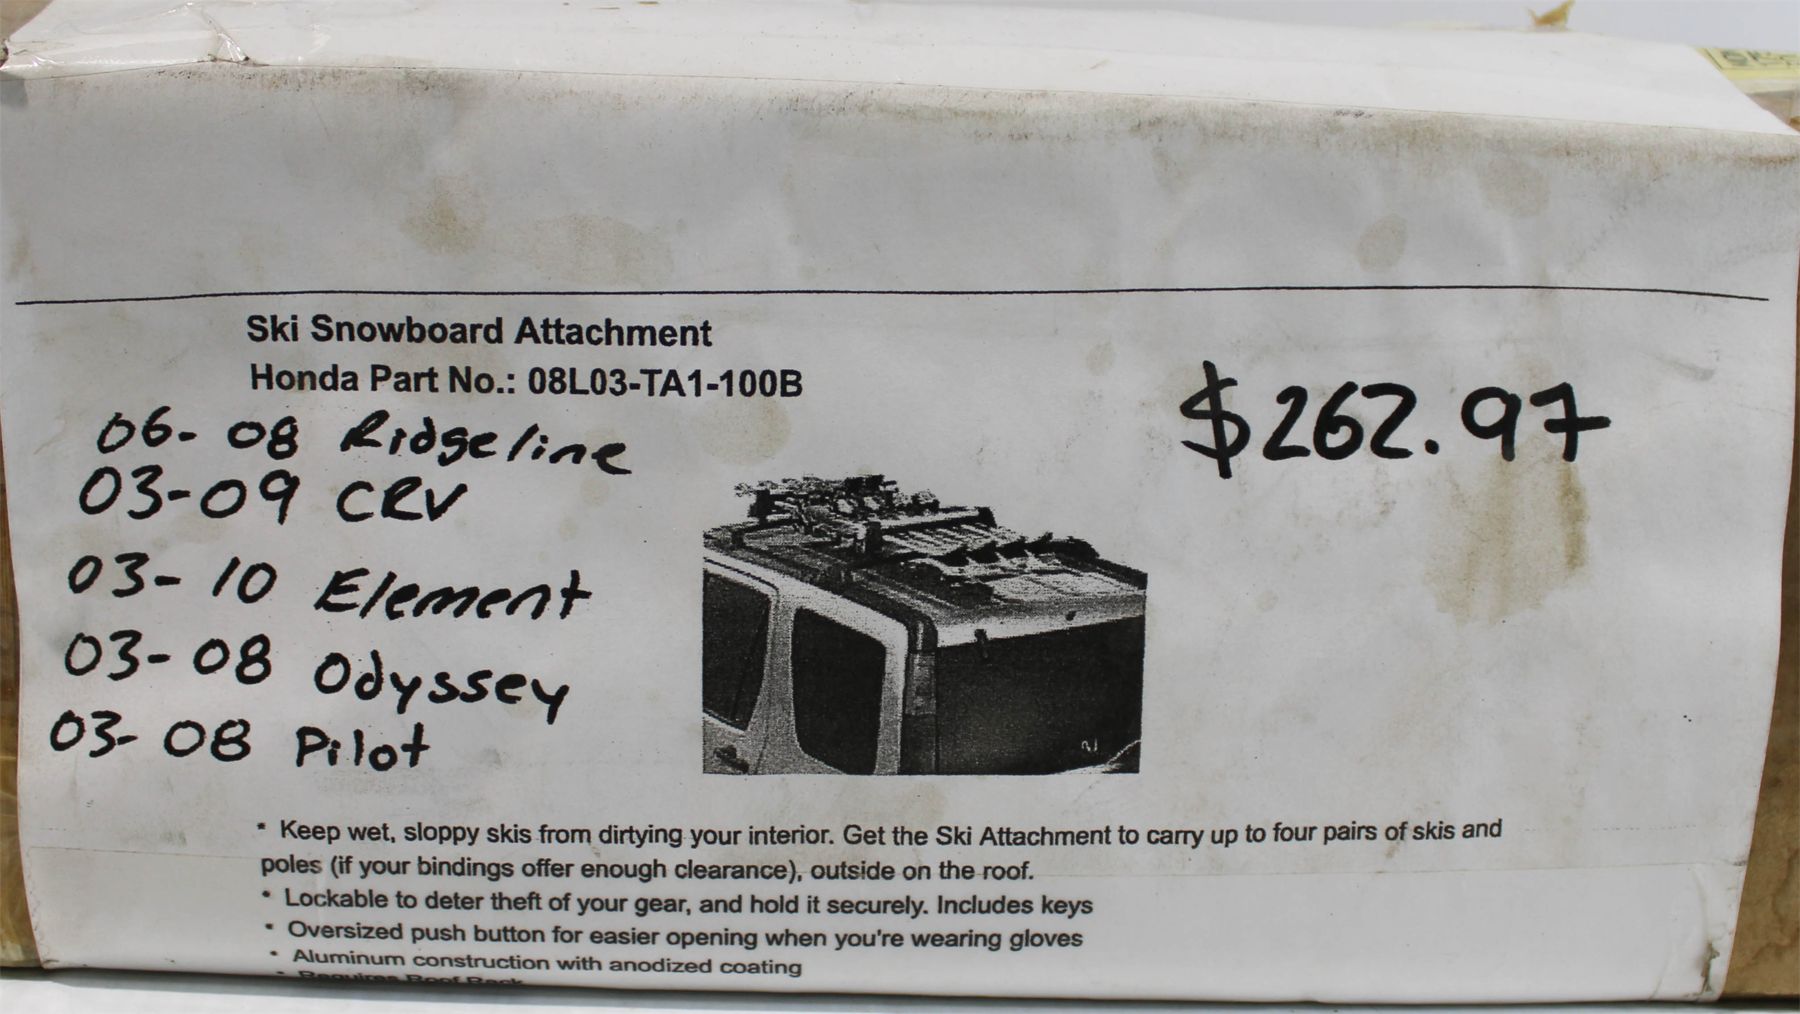 Ski Snowboard Attachment
Honda Part No.: 08L03-TA1-100B
$262.97
06-08 Ridgeline
03-09 CRV
03-10 Element
03-08 Odyssey
03-08 Pilot
* Keep wet, sloppy skis from dirtying your interior. Get the Ski Attachment to carry up to four pairs of skis and
poles (if your bindings offer enough clearance), outside on the roof.
* Lockable to deter theft of your gear, and hold it securely. Includes keys
* Oversized push button for easier opening when you're wearing gloves
* Aluminum construction with anodized coating
* Requires Roof Rack